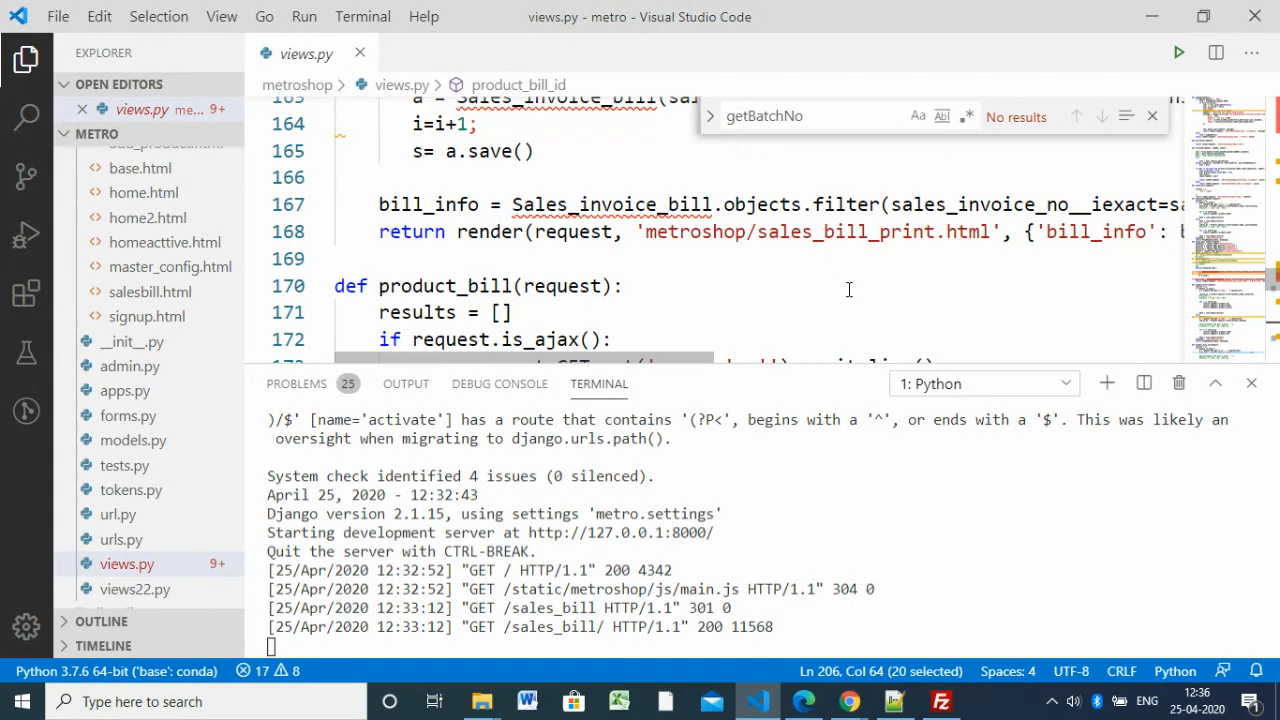 File Edit Selection View Go Run Terminal Help views.py - metro - Visual Studio Code
EXPLORER
OPEN EDITORS
views.py me... 9+
METRO
base.html
home.html
home2.html
homeacttive.html
master_config.html
salesbill.html
signup.html
__init__.py
admin.py
apps.py
forms.py
models.py
tests.py
tokens.py
url.py
urls.py
views.py 9+
views22.py
OUTLINE
TIMELINE
views.py
metroshop > views.py > product_bill_id
getBatchNo Aa Abl No results
163 a = Sales_invoice_bill(sal
164 i=i+1;
165 s= a.save()
166
167 bill_info = sales_invoice_bill.objects.filter(sales_invoice_no__iexact=sa
168 return render(request, 'metroshop/sales_bill_print.html', {'bill_info': b
169
170 def product_bill(request):
171 results = []
172 if request.is_ajax():
PROBLEMS 25 OUTPUT DEBUG CONSOLE TERMINAL 1: Python
)/$' [name='activate'] has a route that contains '(?P<', begins with a '^', or ends with a '$'. This was likely an
oversight when migrating to django.urls.path().
System check identified 4 issues (0 silenced).
April 25, 2020 - 12:32:43
Django version 2.1.15, using settings 'metro.settings'
Starting development server at http://127.0.0.1:8000/
Quit the server with CTRL-BREAK.
[25/Apr/2020 12:32:52] "GET / HTTP/1.1" 200 4342
[25/Apr/2020 12:32:52] "GET /static/metroshop/js/main.js HTTP/1.1" 304 0
[25/Apr/2020 12:33:12] "GET /sales_bill HTTP/1.1" 301 0
[25/Apr/2020 12:33:12] "GET /sales_bill/ HTTP/1.1" 200 11568
Python 3.7.6 64-bit ('base': conda) 17 8 Ln 206, Col 64 (20 selected) Spaces: 4 UTF-8 CRLF Python
Type here to search ENG 12:36
25-04-2020